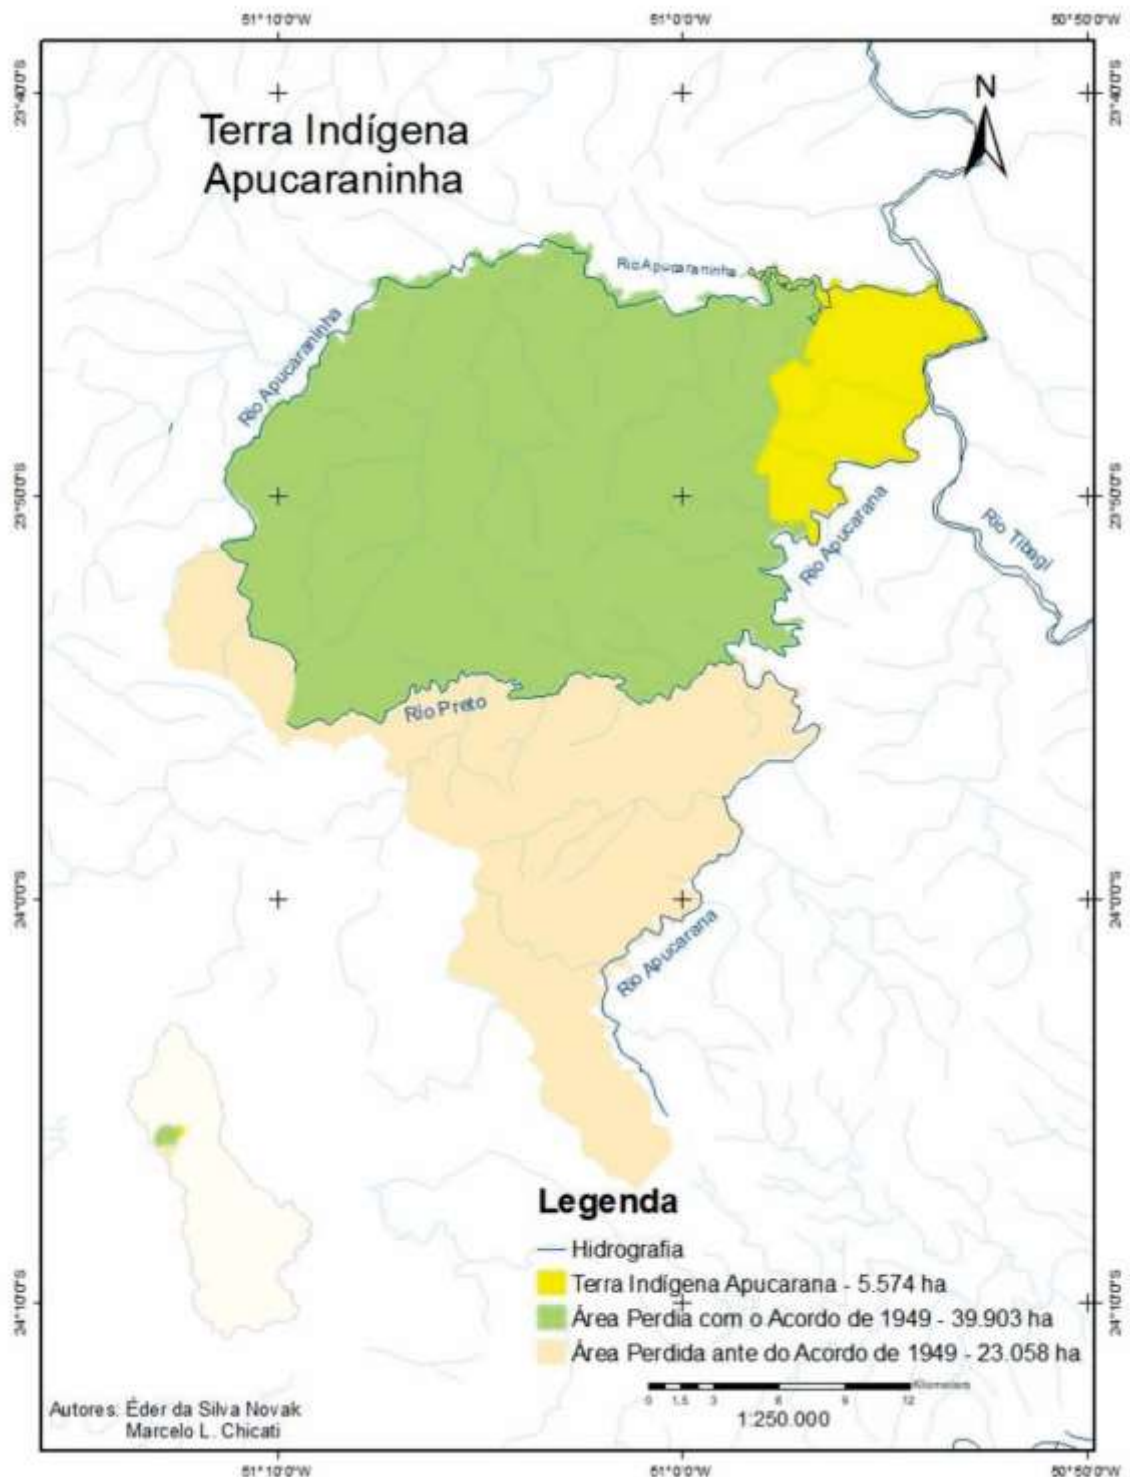 51°10'0"W
51°0'0"W
50°50'0"W
23°40'0"S
23°40'0"S
N
Terra Indígena
Apucaraninha
Rio Apucaraninha
Rio Apucaraninha
23°50'0"S
23°50'0"S
Rio Apucarana
Rio Tibagi
Rio Preto
24°0'0"S
24°0'0"S
Rio Apucarana
Legenda
Hidrografia
Terra Indígena Apucarana - 5.574 ha
24°10'0"S
24°10'0"S
Área Perdia com o Acordo de 1949 - 39.903 ha
Área Perdida ante do Acordo de 1949 - 23.058 ha
Kilometers
0 1,5 3 6 9 12
1:250.000
Autores: Éder da Silva Novak
Marcelo L. Chicati
51°10'0"W
51°0'0"W
50°50'0"W